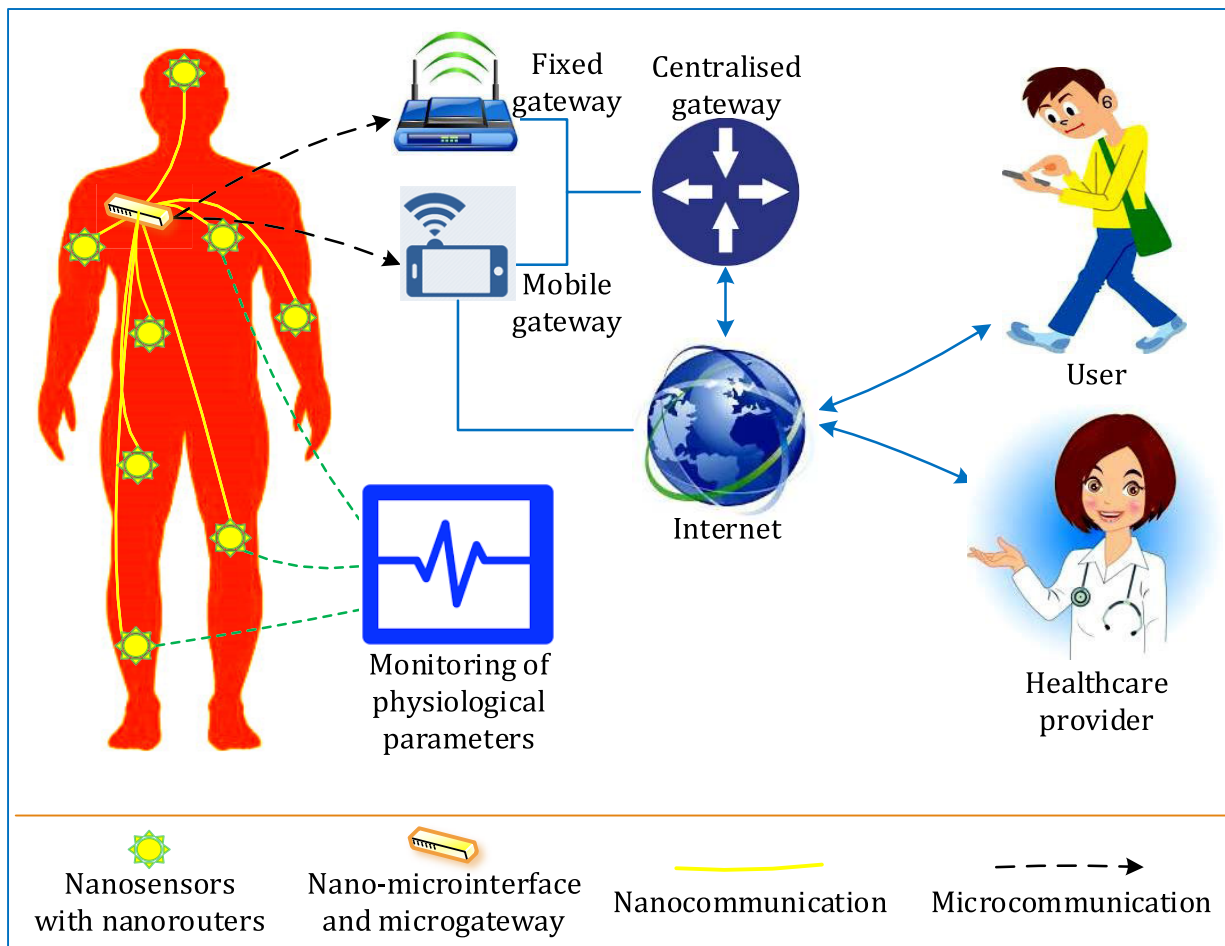 Fixed
gateway
Centralised
gateway
Mobile
gateway
User
Internet
Monitoring of
physiological
parameters
Healthcare
provider
Nanosensors
with nanorouters
Nano-microinterface
and microgateway
Nanocommunication
Microcommunication